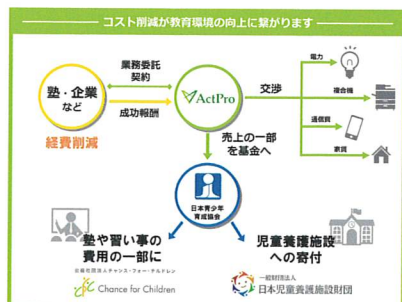 コスト削減が教育環境の向上に繋がります
業務委託
契約
塾・企業
など
成功報酬
経費削減
ActPro
交渉
電力
複合機
通信費
家賃
売上の一部
を基金へ
日本青少年
育成協会
塾や習い事の
費用の一部に
公益社団法人チャンス・フォー・チルドレン
Chance for Children
児童養護施設
への寄付
一般財団法人
日本児童養護施設財団